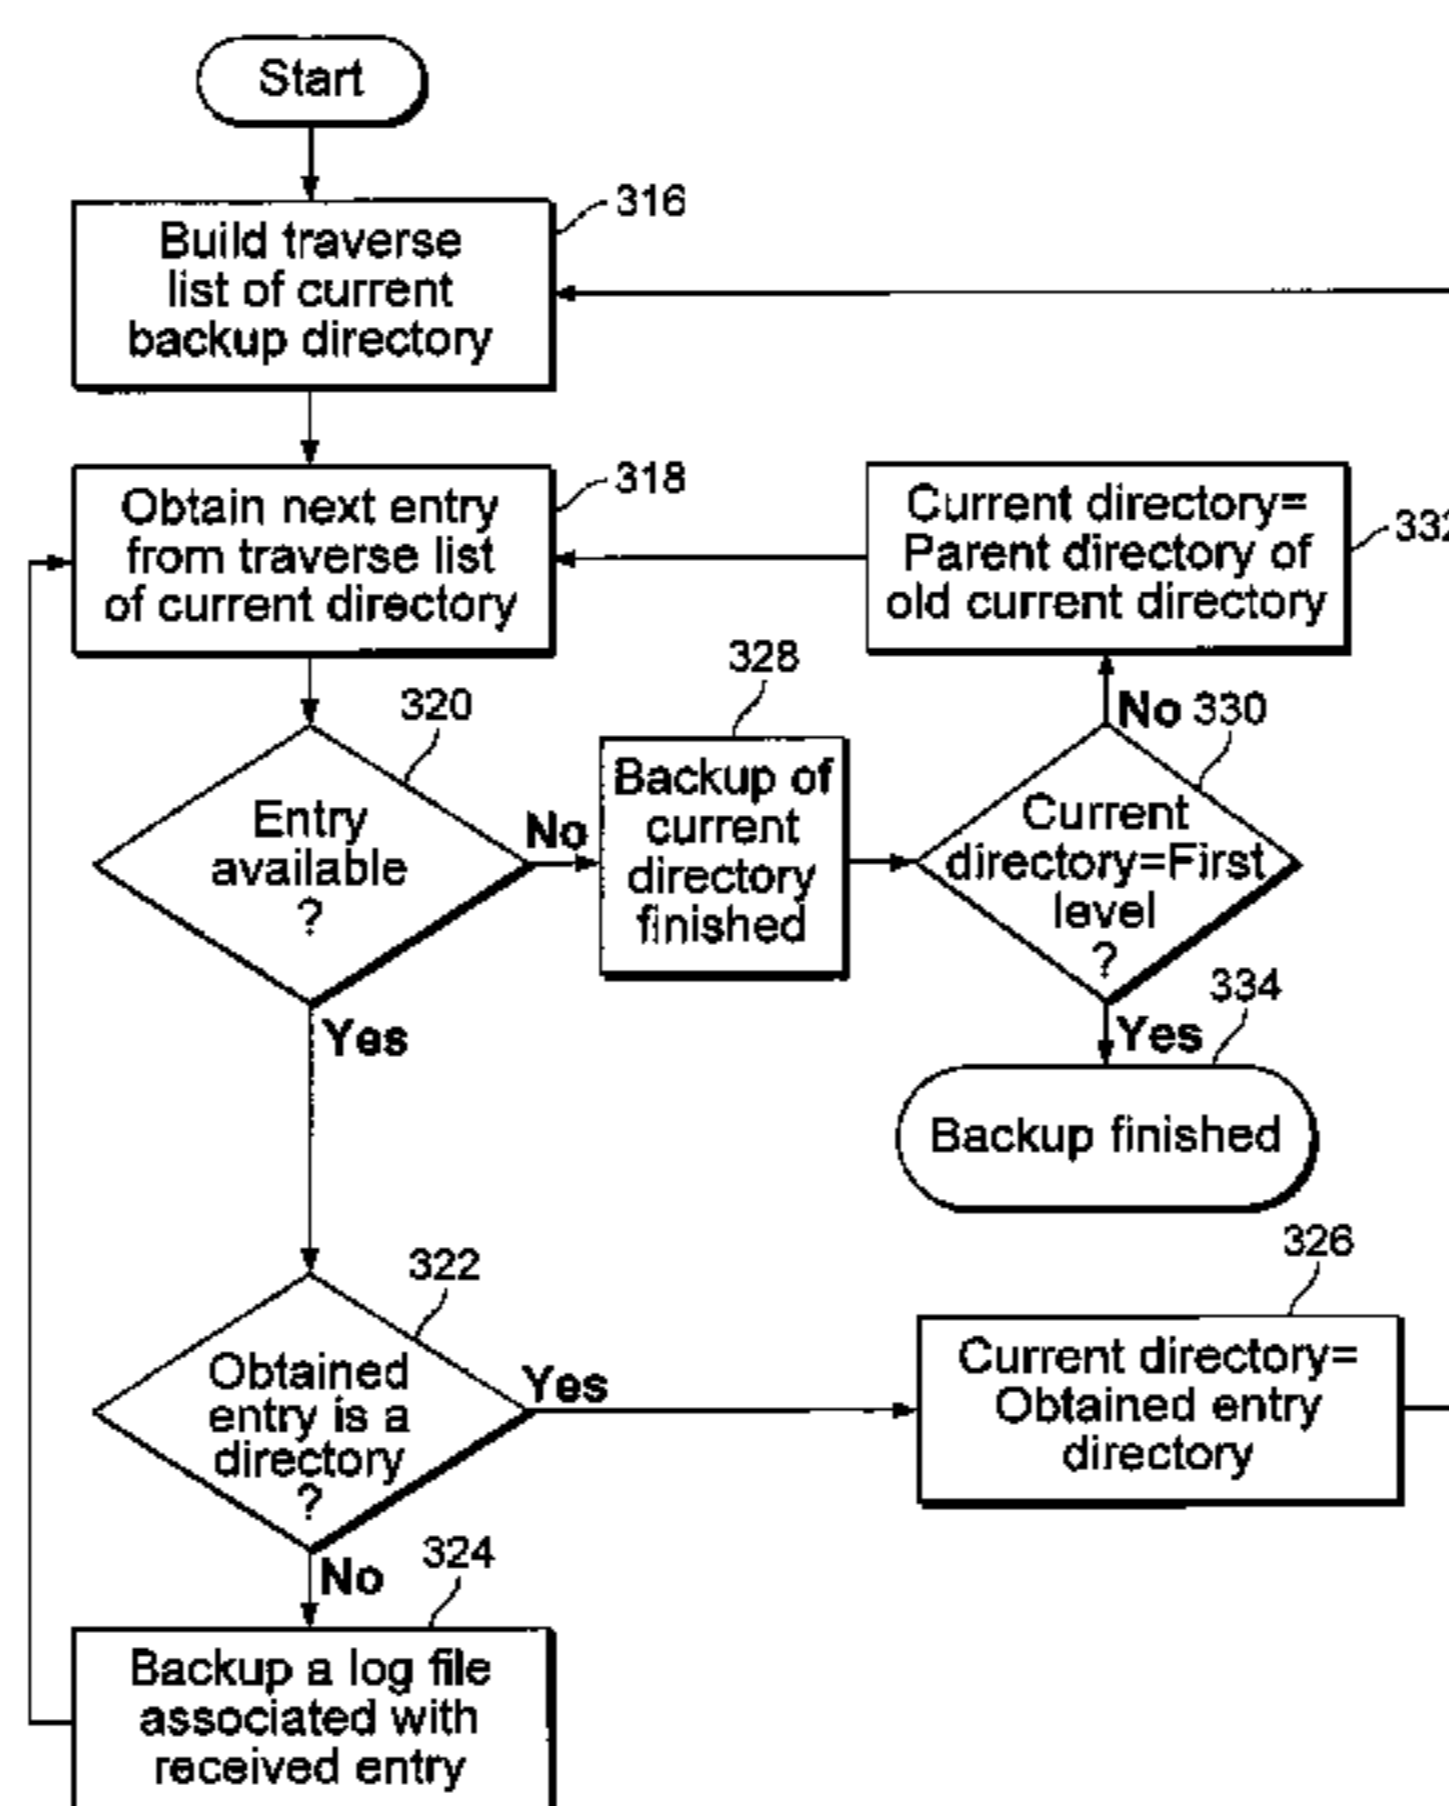 Start
316
Build traverse
list of current
backup directory
318
Obtain next entry
from traverse list
of current directory
Current directory=
Parent directory of
old current directory
332
320
Entry
available
?
No
Yes
328
Backup of
current
directory
finished
No
330
Current
directory=First
level
?
Yes
334
Backup finished
322
Obtained
entry is a
directory
?
Yes
No
326
Current directory=
Obtained entry
directory
324
Backup a log file
associated with
received entry